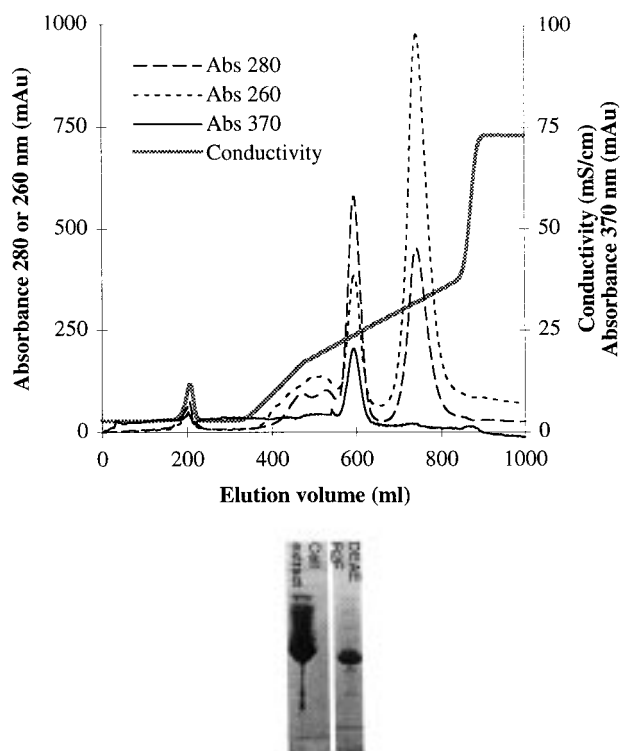 1000
750
500
250
0
Absorbance 280 or 260 nm (mAu)
Abs 280
Abs 260
Abs 370
Conductivity
100
75
50
25
0
Conductivity (mS/cm)
Absorbance 370 nm (mAu)
0 200 400 600 800 1000
Elution volume (ml)
Cell
extract
DEAE